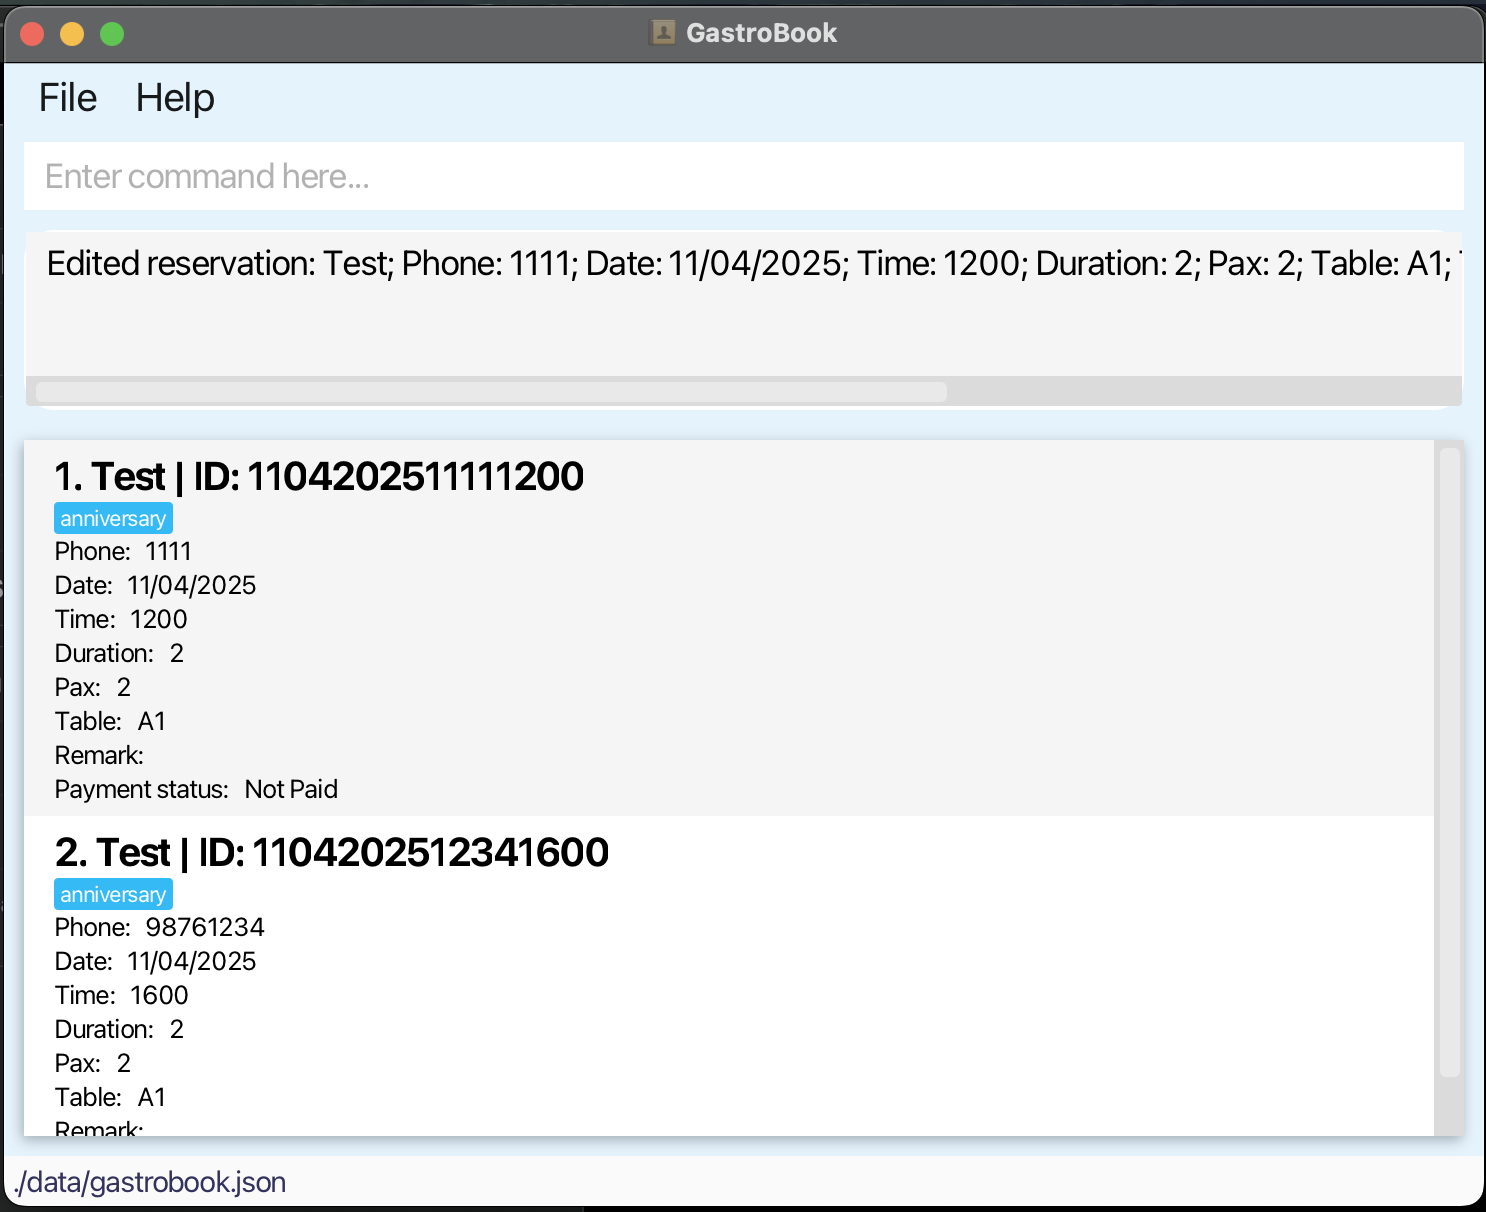 GastroBook
File Help
Enter command here...
Edited reservation: Test; Phone: 1111; Date: 11/04/2025; Time: 1200; Duration: 2; Pax: 2; Table: A1;
1. Test | ID: 1104202511111200
anniversary
Phone: 1111
Date: 11/04/2025
Time: 1200
Duration: 2
Pax: 2
Table: A1
Remark:
Payment status: Not Paid
2. Test | ID: 1104202512341600
anniversary
Phone: 98761234
Date: 11/04/2025
Time: 1600
Duration: 2
Pax: 2
Table: A1
Remark:
./data/gastrobook.json